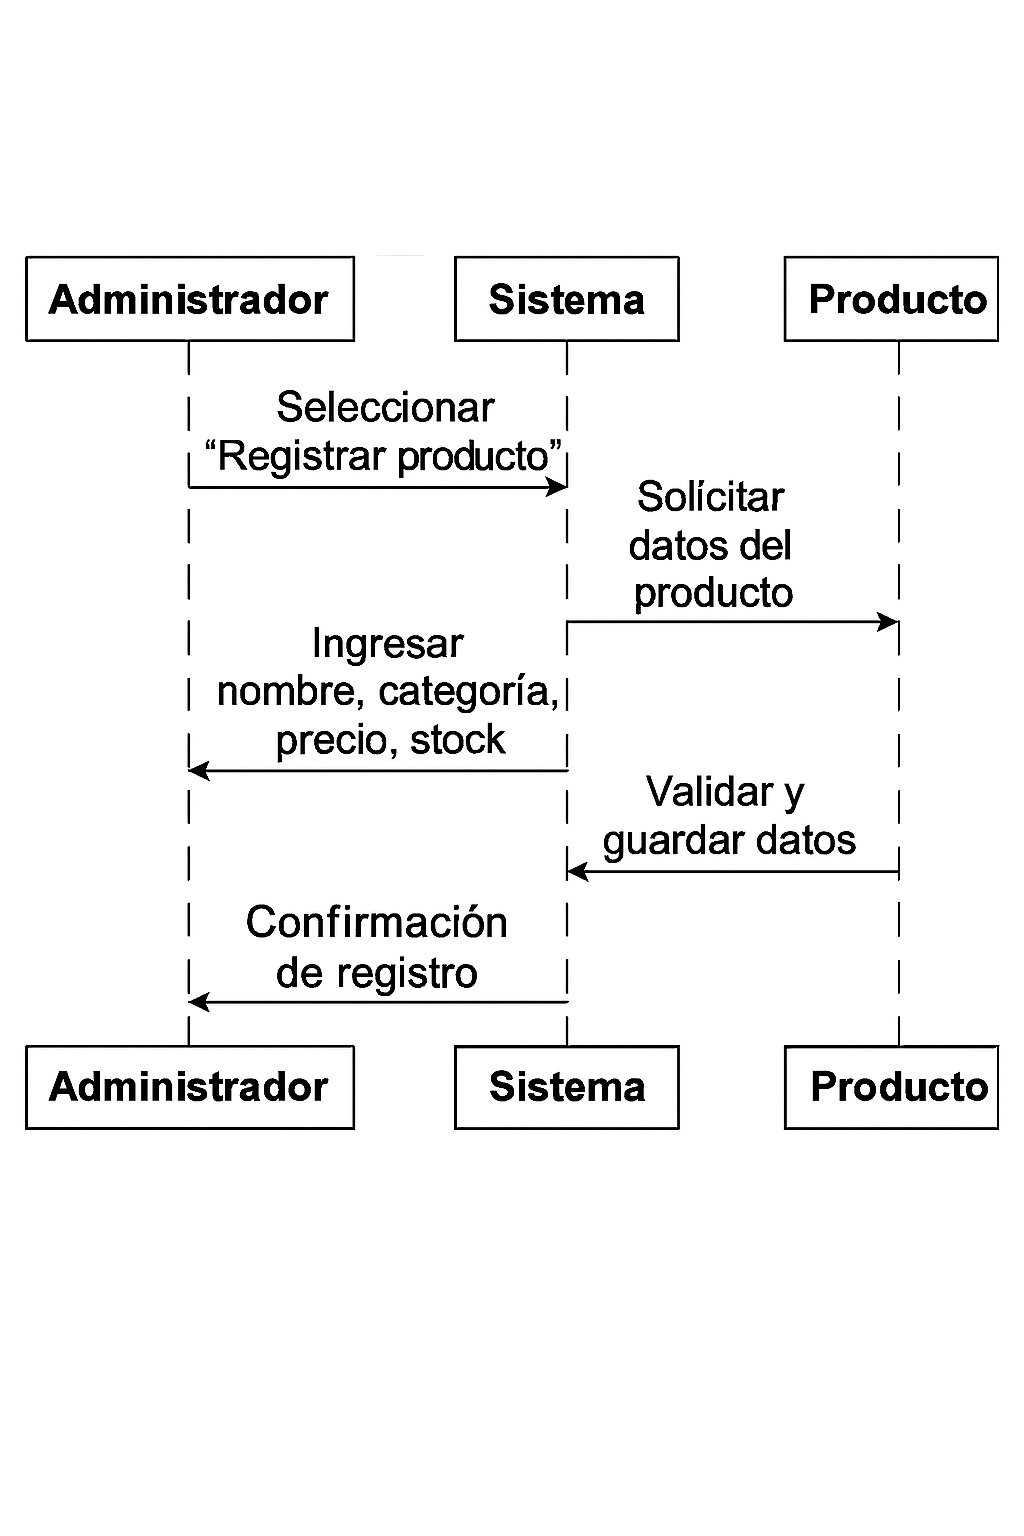 Administrador
Sistema
Producto
Seleccionar
“Registrar producto”
Solícitar
datos del
producto
Ingresar
nombre, categoría,
precio, stock
Validar y
guardar datos
Confirmación
de registro
Administrador
Sistema
Producto